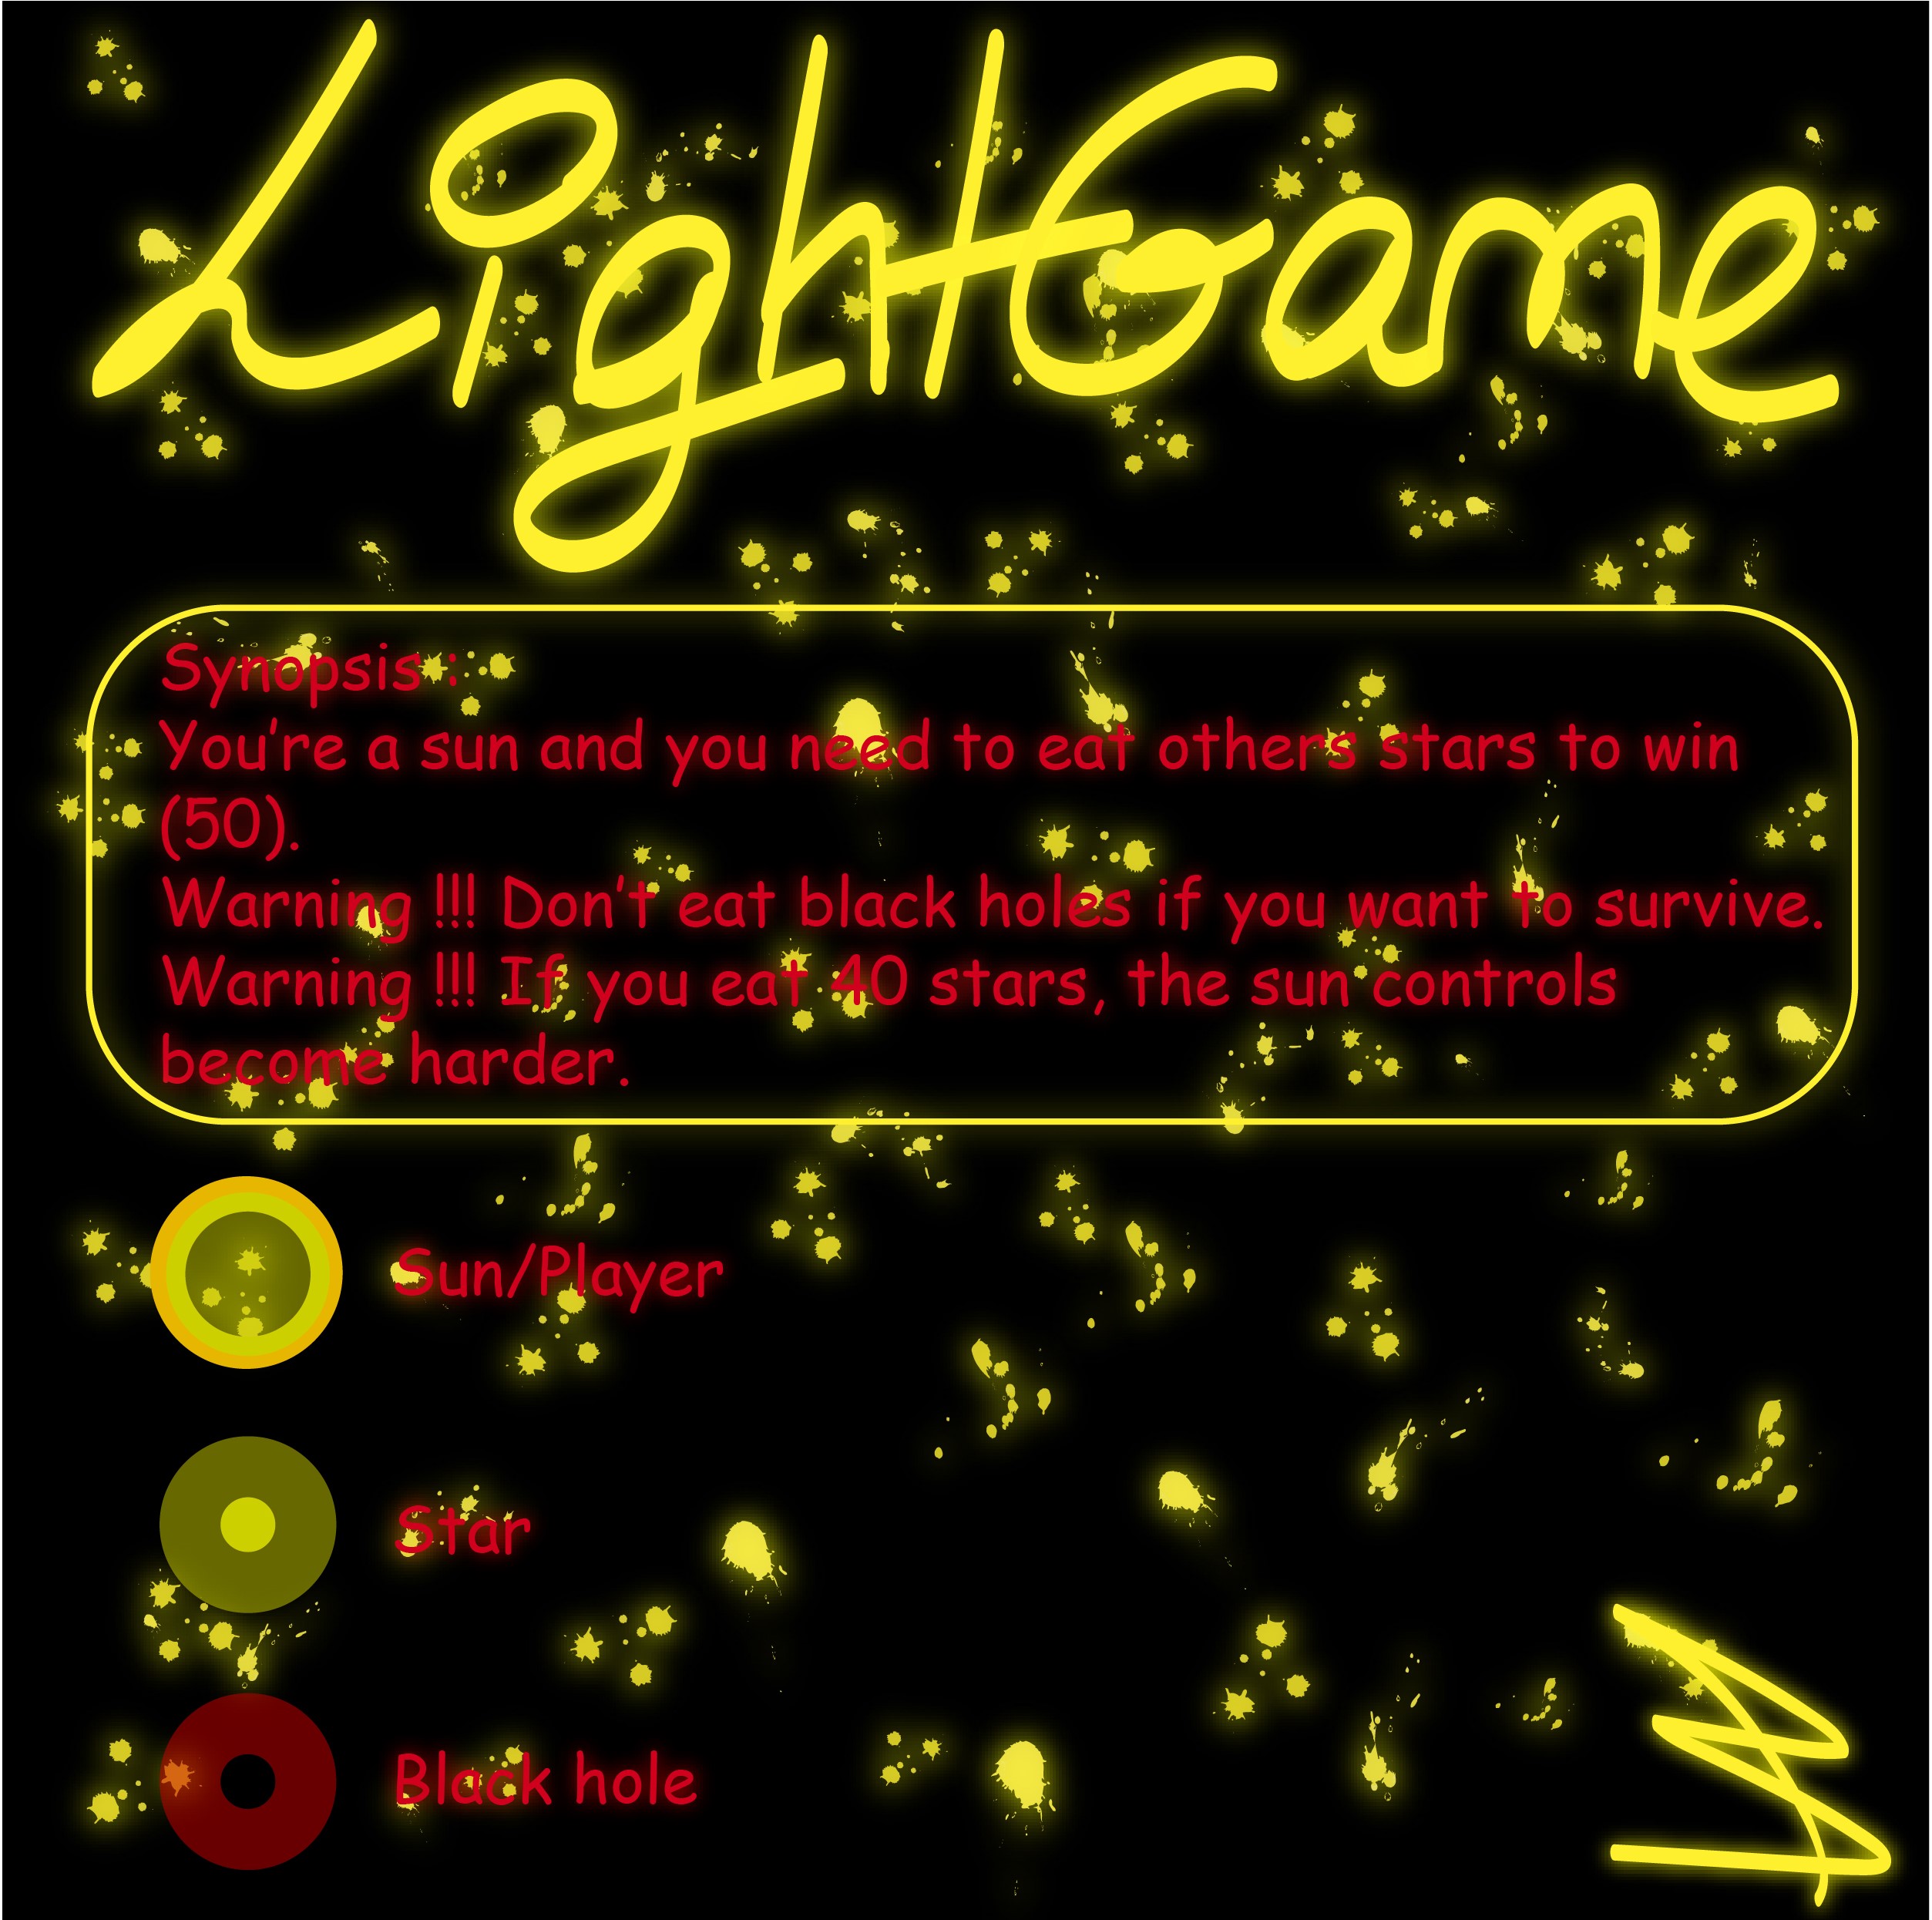 LightGame
Synopsis :
You're a sun and you need to eat others stars to win
(50).
Warning !!! Don't eat black holes if you want to survive.
Warning !!! If you eat 40 stars, the sun controls
become harder.
Sun/Player
Star
Black hole